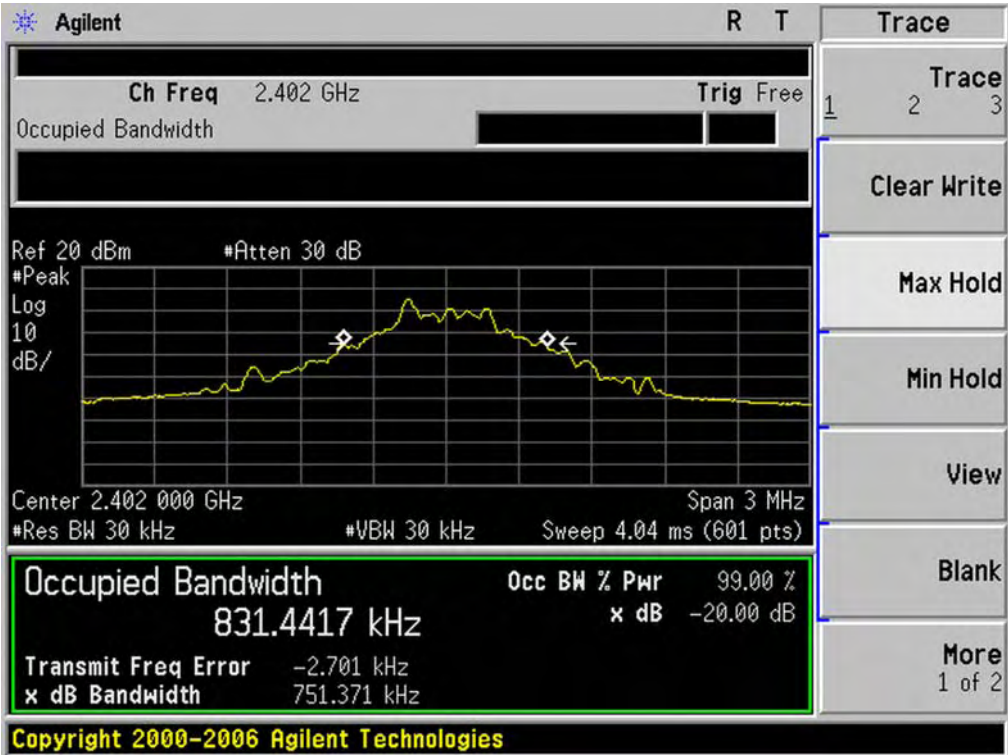 Agilent R T
Ch Freq 2.402 GHz Trig Free
Occupied Bandwidth
Ref 20 dBm #Atten 30 dB
#Peak
Log
10
dB/
Center 2.402 000 GHz Span 3 MHz
#Res BW 30 kHz #VBW 30 kHz Sweep 4.04 ms (601 pts)
Occupied Bandwidth
831.4417 kHz
Occ BW % Pwr 99.00 %
x dB -20.00 dB
Transmit Freq Error -2.701 kHz
x dB Bandwidth 751.371 kHz
Copyright 2000-2006 Agilent Technologies
Trace
Trace
1 2 3
Clear Write
Max Hold
Min Hold
View
Blank
More
1 of 2